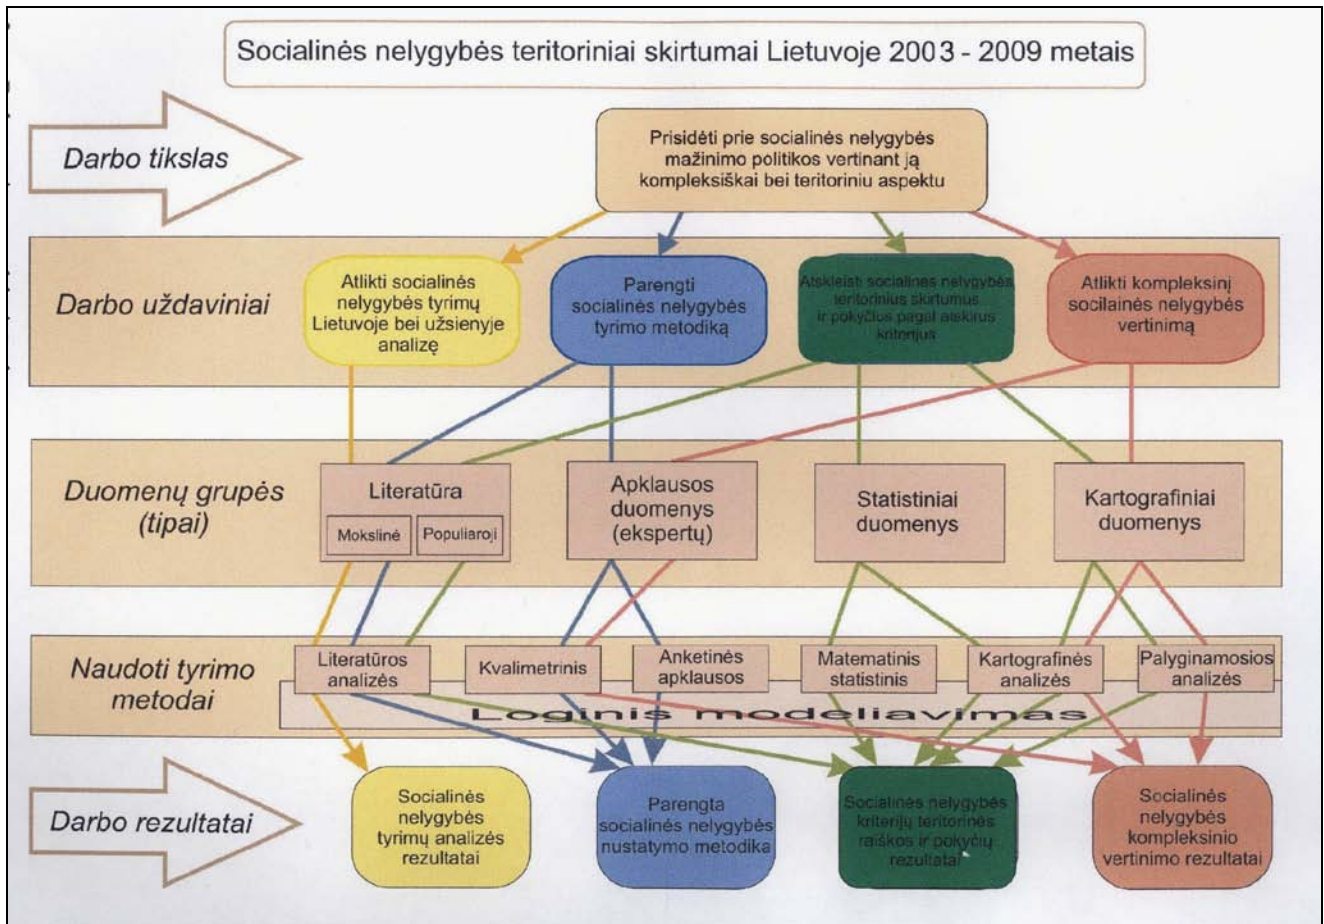 Socialinės nelygybės teritoriniai skirtumai Lietuvoje 2003 - 2009 metais
Darbo tikslas
Prisidėti prie socialinės nelygybės
mažinimo politikos vertinant ją
kompleksiškai bei teritoriniu aspektu
Darbo uždaviniai
Atlikti socialinės
nelygybės tyrimų
Lietuvoje bei užsienyje
analizę
Parengti
socialinės nelygybės
tyrimo metodiką
Atskleisti socialinės nelygybės
teritorinius skirtumus
ir pokyčius pagal atskirus
kriterijus
Atlikti kompleksinį
socilainės nelygybės
vertinimą
Duomenų grupės
(tipai)
Literatūra
Mokslinė
Populiaroji
Apklausos
duomenys
(ekspertų)
Statistiniai
duomenys
Kartografiniai
duomenys
Naudoti tyrimo
metodai
Literatūros
analizės
Kvalimetrinis
Anketinės
apklausos
Matematinis
statistinis
Kartografinės
analizės
Palyginamosios
analizės
Loginis modeliavimas
Darbo rezultatai
Socialinės
nelygybės
tyrimų analizės
rezultatai
Parengta
socialinės nelygybės
nustatymo metodika
Socialinės nelygybės
kriterijų teritorinės
raiškos ir pokyčių
rezultatai
Socialinės
nelygybės
kompleksinio
vertinimo rezultatai